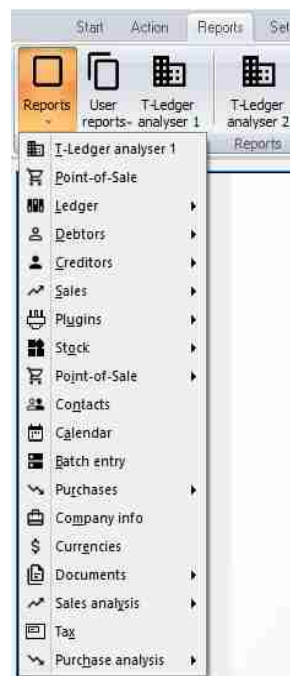 Start Action Reports Set
Reports User T-Ledger T-Ledger
reports analyser 1 analyser 2
Reports
T-Ledger analyser 1
Point-of-Sale
Ledger
Debtors
Creditors
Sales
Plugins
Stock
Point-of-Sale
Contacts
Calendar
Batch entry
Purchases
Company info
Currencies
Documents
Sales analysis
Tax
Purchase analysis